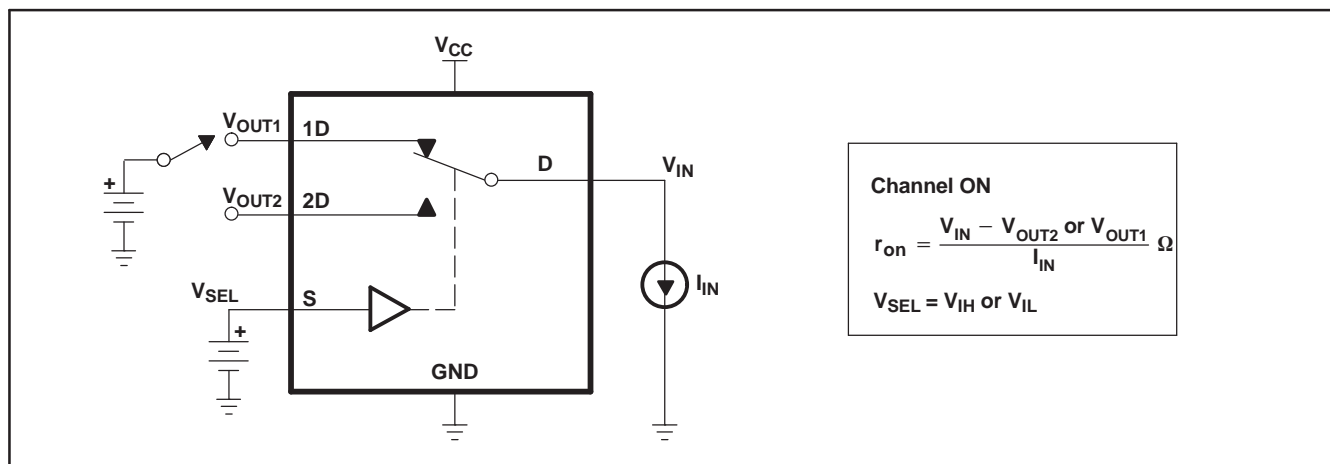 VCC
VOUT1
1D
D
VIN
+
VOUT2
2D
VSEL
S
IIN
+
GND
Channel ON
ron = VIN − VOUT2 or VOUT1 / IIN Ω
VSEL = VIH or VIL